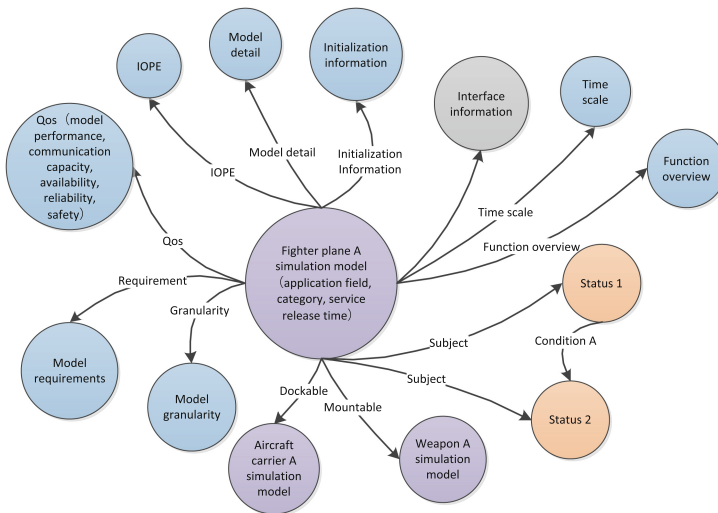 Model
detail
Initialization
information
IOPE
Time
scale
Interface
information
Qos（model
performance,
communication
capacity,
availability,
reliability,
safety）
Model detail
Initialization
Information
IOPE
Function
overview
Time scale
Qos
Function overview
Fighter plane A
simulation model
（application field,
category, service
release time）
Requirement
Status 1
Granularity
Subject
Condition A
Model
requirements
Subject
Dockable
Mountable
Model
granularity
Status 2
Aircraft
carrier A
simulation
model
Weapon A
simulation
model